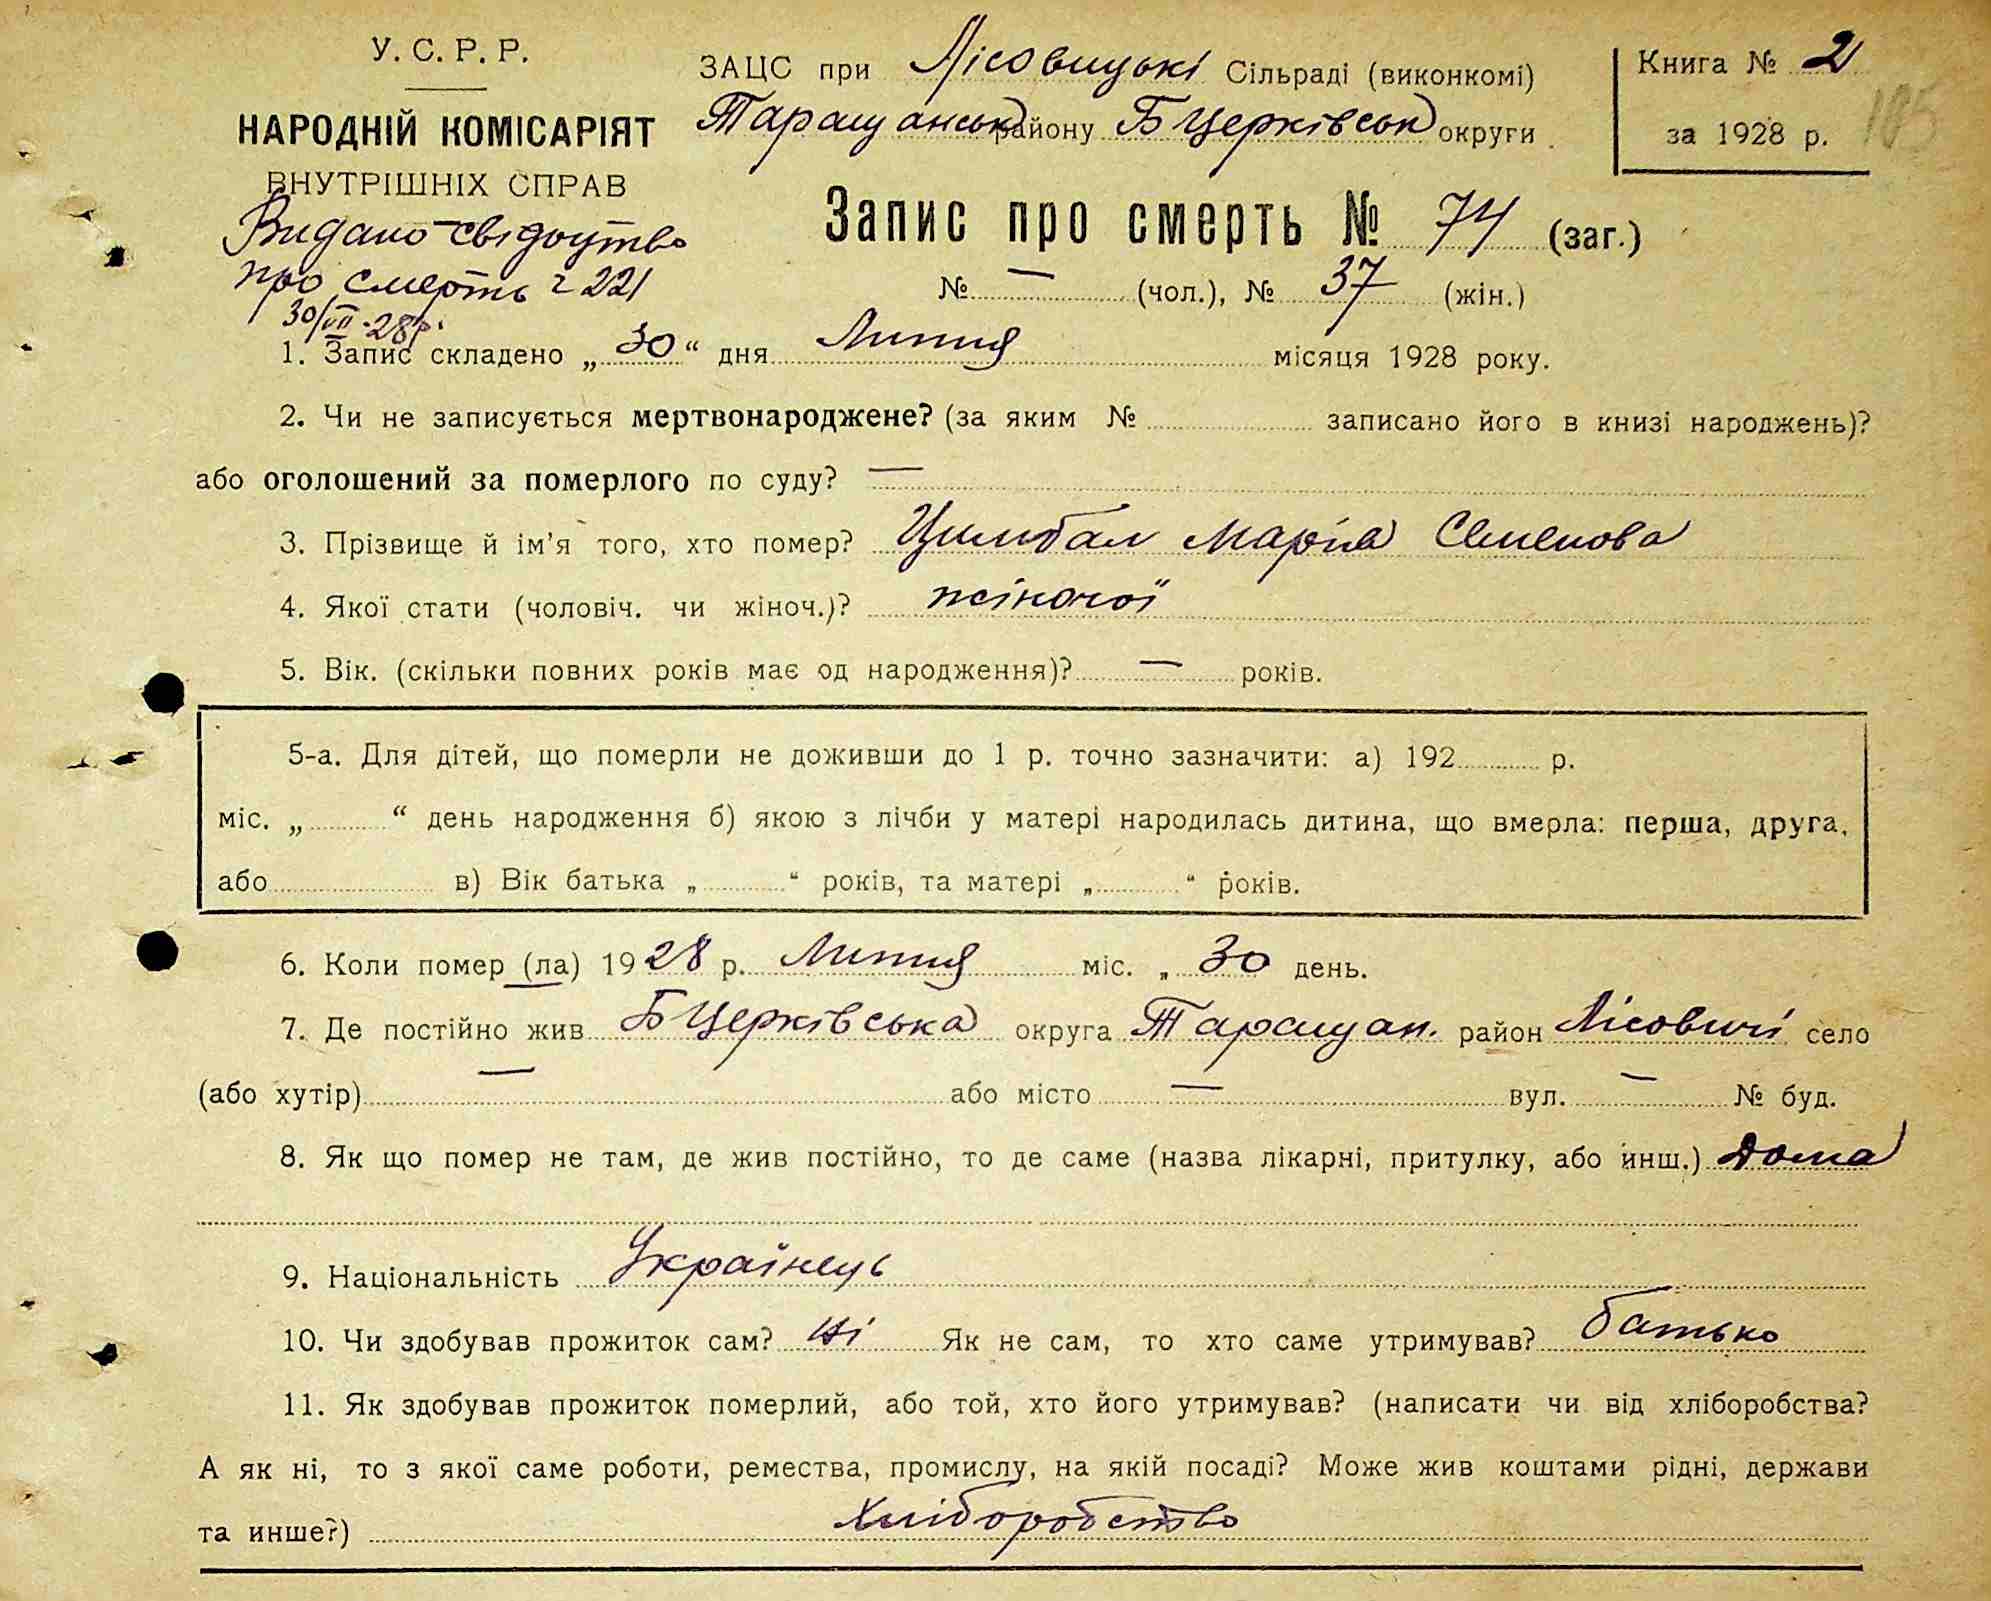 У. С. Р. Р.
НАРОДНІЙ КОМІСАРІЯТ
ВНУТРІШНІХ СПРАВ
Видано свідоцтво
про смерть ч 221
30/VII-28р.
ЗАЦС при Лісовицькі Сільраді (виконкомі)
Таращанськ району БЦерківськ округи
Книга № 2
за 1928 р.
105
Запис про смерть № 74 (заг.)
№ — (чол.), № 37 (жін.)
1. Запис складено „ 30 “ дня Липня місяця 1928 року.
2. Чи не записується мертвонароджене? (за яким № записано його в книзі народжень)?
або оголошений за померлого по суду? —
3. Прізвище й ім’я того, хто помер? Цимбал Марія Семенова
4. Якої стати (чоловіч. чи жіноч.)? жіночої
5. Вік. (скільки повних років має од народження)? — років.
5-а. Для дітей, що померли не доживши до 1 р. точно зазначити: а) 192 р.
міс. „ “ день народження б) якою з лічби у матері народилась дитина, що вмерла: перша, друга,
або в) Вік батька „ “ років, та матері „ “ років.
6. Коли помер (ла) 1928 р. Липня міс. „ 30 день.
7. Де постійно жив БЦерківська округа Таращан. район Лісовичі село
(або хутір) — або місто — вул. — № буд.
8. Як що помер не там, де жив постійно, то де саме (назва лікарні, притулку, або инш.) Дома
9. Національність Українець
10. Чи здобував прожиток сам? Ні Як не сам, то хто саме утримував? батько
11. Як здобував прожиток померлий, або той, хто його утримував? (написати чи від хліборобства?
А як ні, то з якої саме роботи, ремества, промислу, на якій посаді? Може жив коштами рідні, держави
та инше?) Хліборобство